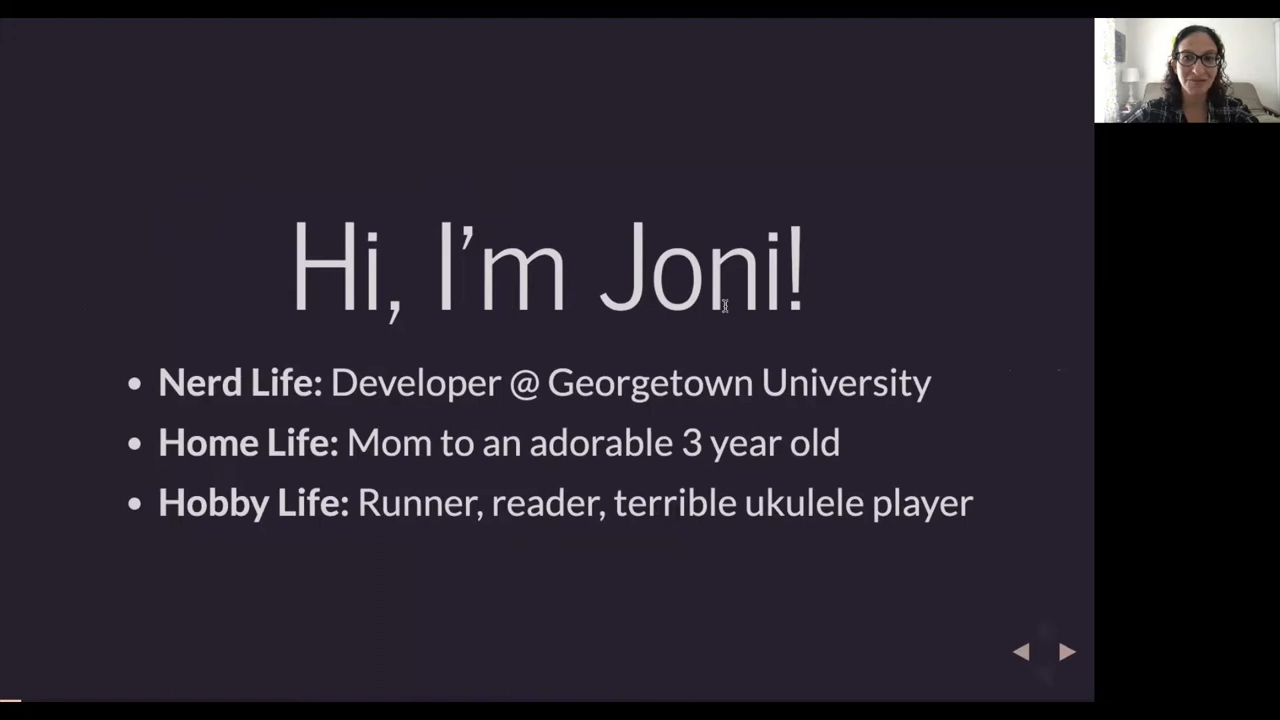 Hi, I’m Joni!
Nerd Life: Developer @ Georgetown University
Home Life: Mom to an adorable 3 year old
Hobby Life: Runner, reader, terrible ukulele player